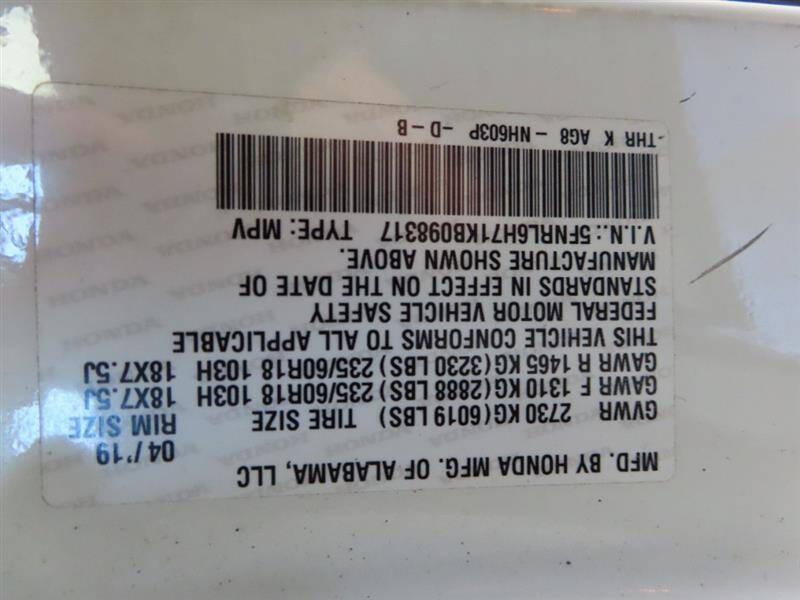 MFD. BY HONDA MFG. OF ALABAMA, LLC 04/'19
GVWR 2730 KG(6019 LBS) TIRE SIZE RIM SIZE
GAWR F 1310 KG(2888 LBS) 235/60R18 103H 18X7.5J
GAWR R 1465 KG(3230 LBS) 235/60R18 103H 18X7.5J
THIS VEHICLE CONFORMS TO ALL APPLICABLE
FEDERAL MOTOR VEHICLE SAFETY
STANDARDS IN EFFECT ON THE DATE OF
MANUFACTURE SHOWN ABOVE.
V.I.N.: 5FNRL6H71KB098317 TYPE: MPV
THR K AG8 - NH603P -D-B